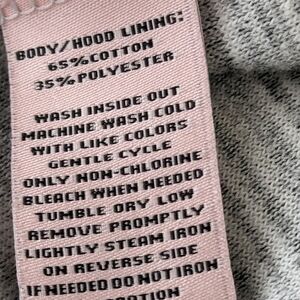 BODY/HOOD LINING:
65%COTTON
35%POLYESTER
WASH INSIDE OUT
MACHINE WASH COLD
WITH LIKE COLORS
GENTLE CYCLE
ONLY NON-CHLORINE
BLEACH WHEN NEEDED
TUMBLE DRY LOW
REMOVE PROMPTLY
LIGHTLY STEAM IRON
ON REVERSE SIDE
IF NEEDED DO NOT IRON